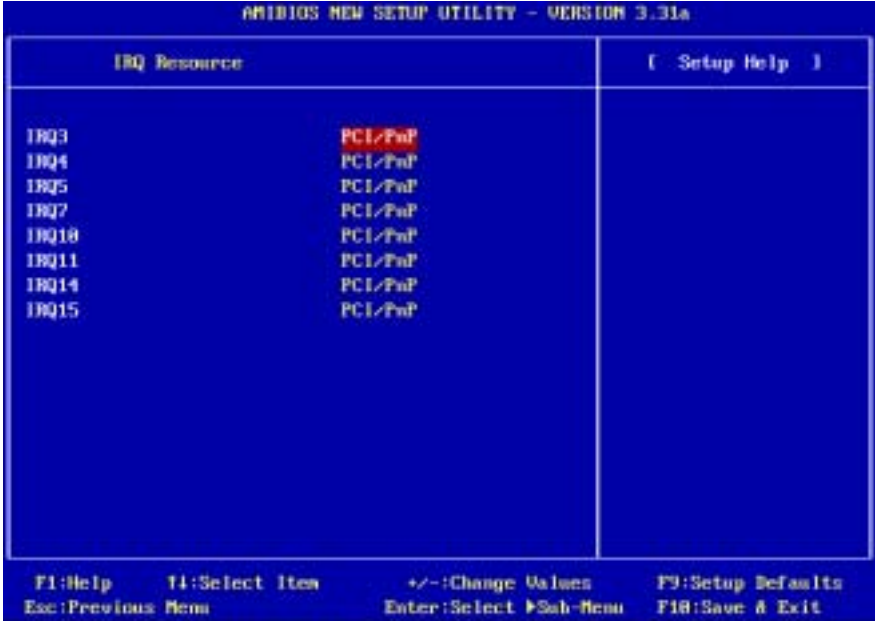 AMIBIOS NEW SETUP UTILITY - VERSION 3.31a
IRQ Resource
[ Setup Help ]
IRQ3 PCI/PnP
IRQ4 PCI/PnP
IRQ5 PCI/PnP
IRQ7 PCI/PnP
IRQ10 PCI/PnP
IRQ11 PCI/PnP
IRQ14 PCI/PnP
IRQ15 PCI/PnP
F1:Help ↑↓:Select Item +/-:Change Values F9:Setup Defaults
Esc:Previous Menu Enter:Select ▶Sub-Menu F10:Save & Exit